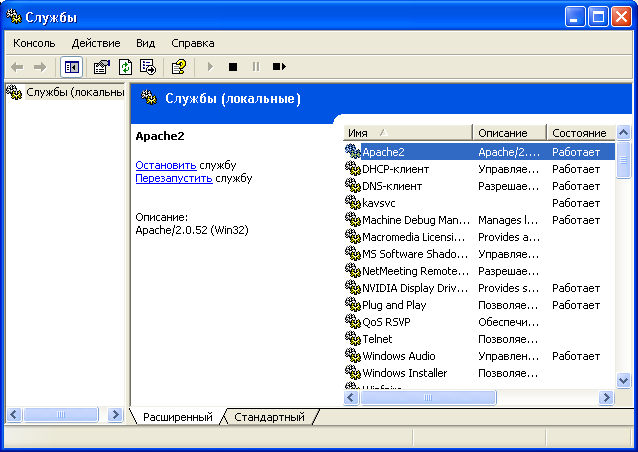 Службы
Консоль Действие Вид Справка
Службы (локальны
Службы (локальные)
Apache2
Остановить службу
Перезапустить службу
Описание:
Apache/2.0.52 (Win32)
Имя Описание Состояние
Apache2 Apache/2.... Работает
DHCP-клиент Управляе... Работает
DNS-клиент Разрешае... Работает
kavsvc Работает
Machine Debug Man... Manages l... Работает
Macromedia Licensi... Provides a...
MS Software Shado... Управляе...
NetMeeting Remote... Разрешае...
NVIDIA Display Driv... Provides s... Работает
Plug and Play Позволяе... Работает
QoS RSVP Обеспечи...
Telnet Позволяе...
Windows Audio Управлен... Работает
Windows Installer Позволяе...
Расширенный Стандартный